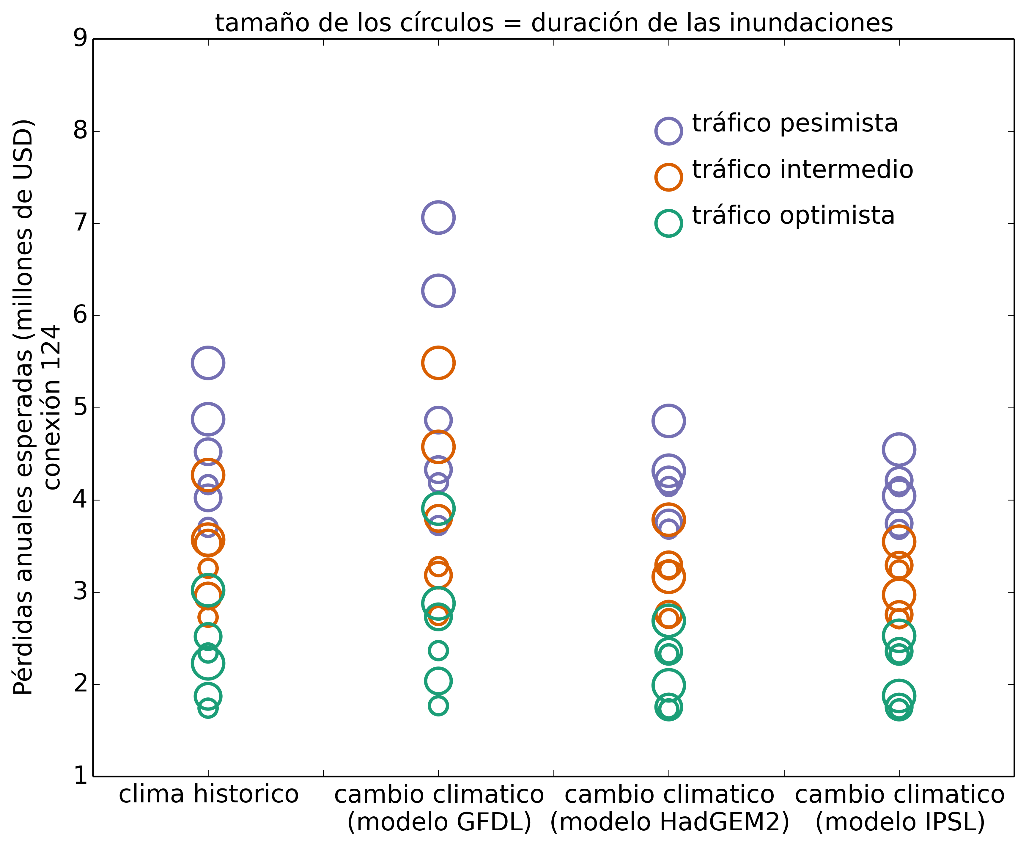 tamaño de los círculos = duración de las inundaciones
Pérdidas anuales esperadas (millones de USD)
conexión 124
9
8
7
6
5
4
3
2
1
tráfico pesimista
tráfico intermedio
tráfico optimista
clima historico
cambio climatico
(modelo GFDL)
cambio climatico
(modelo HadGEM2)
cambio climatico
(modelo IPSL)